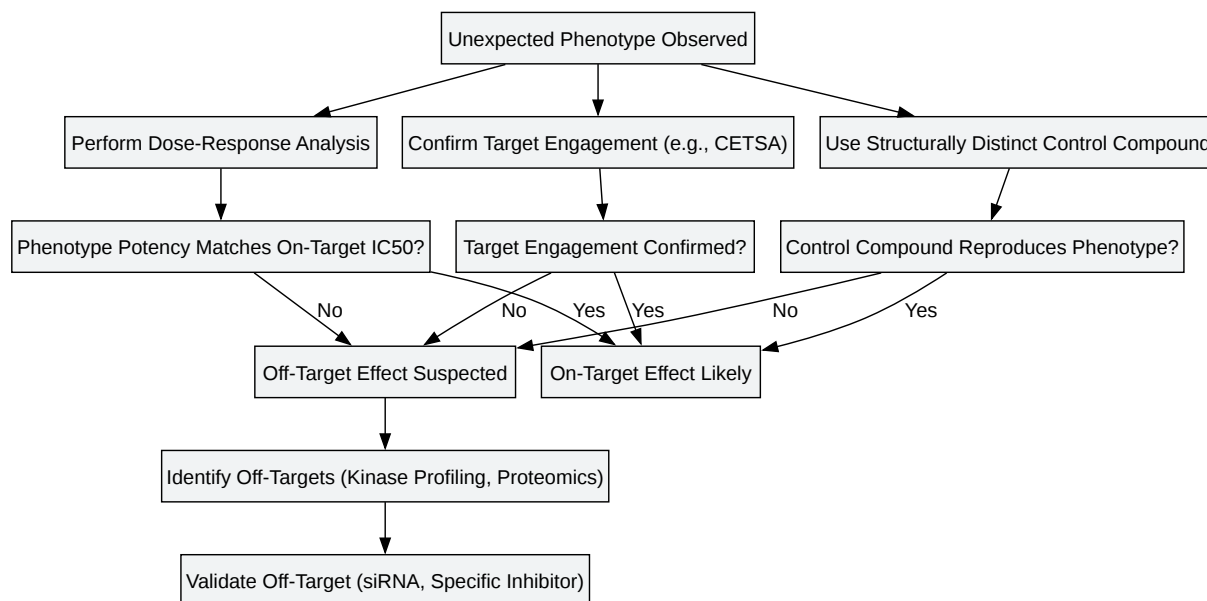 Unexpected Phenotype Observed
Perform Dose-Response Analysis
Confirm Target Engagement (e.g., CETSA)
Use Structurally Distinct Control Compound
Phenotype Potency Matches On-Target IC50?
Target Engagement Confirmed?
Control Compound Reproduces Phenotype?
No
Yes
No
Yes
No
Yes
Off-Target Effect Suspected
On-Target Effect Likely
Identify Off-Targets (Kinase Profiling, Proteomics)
Validate Off-Target (siRNA, Specific Inhibitor)